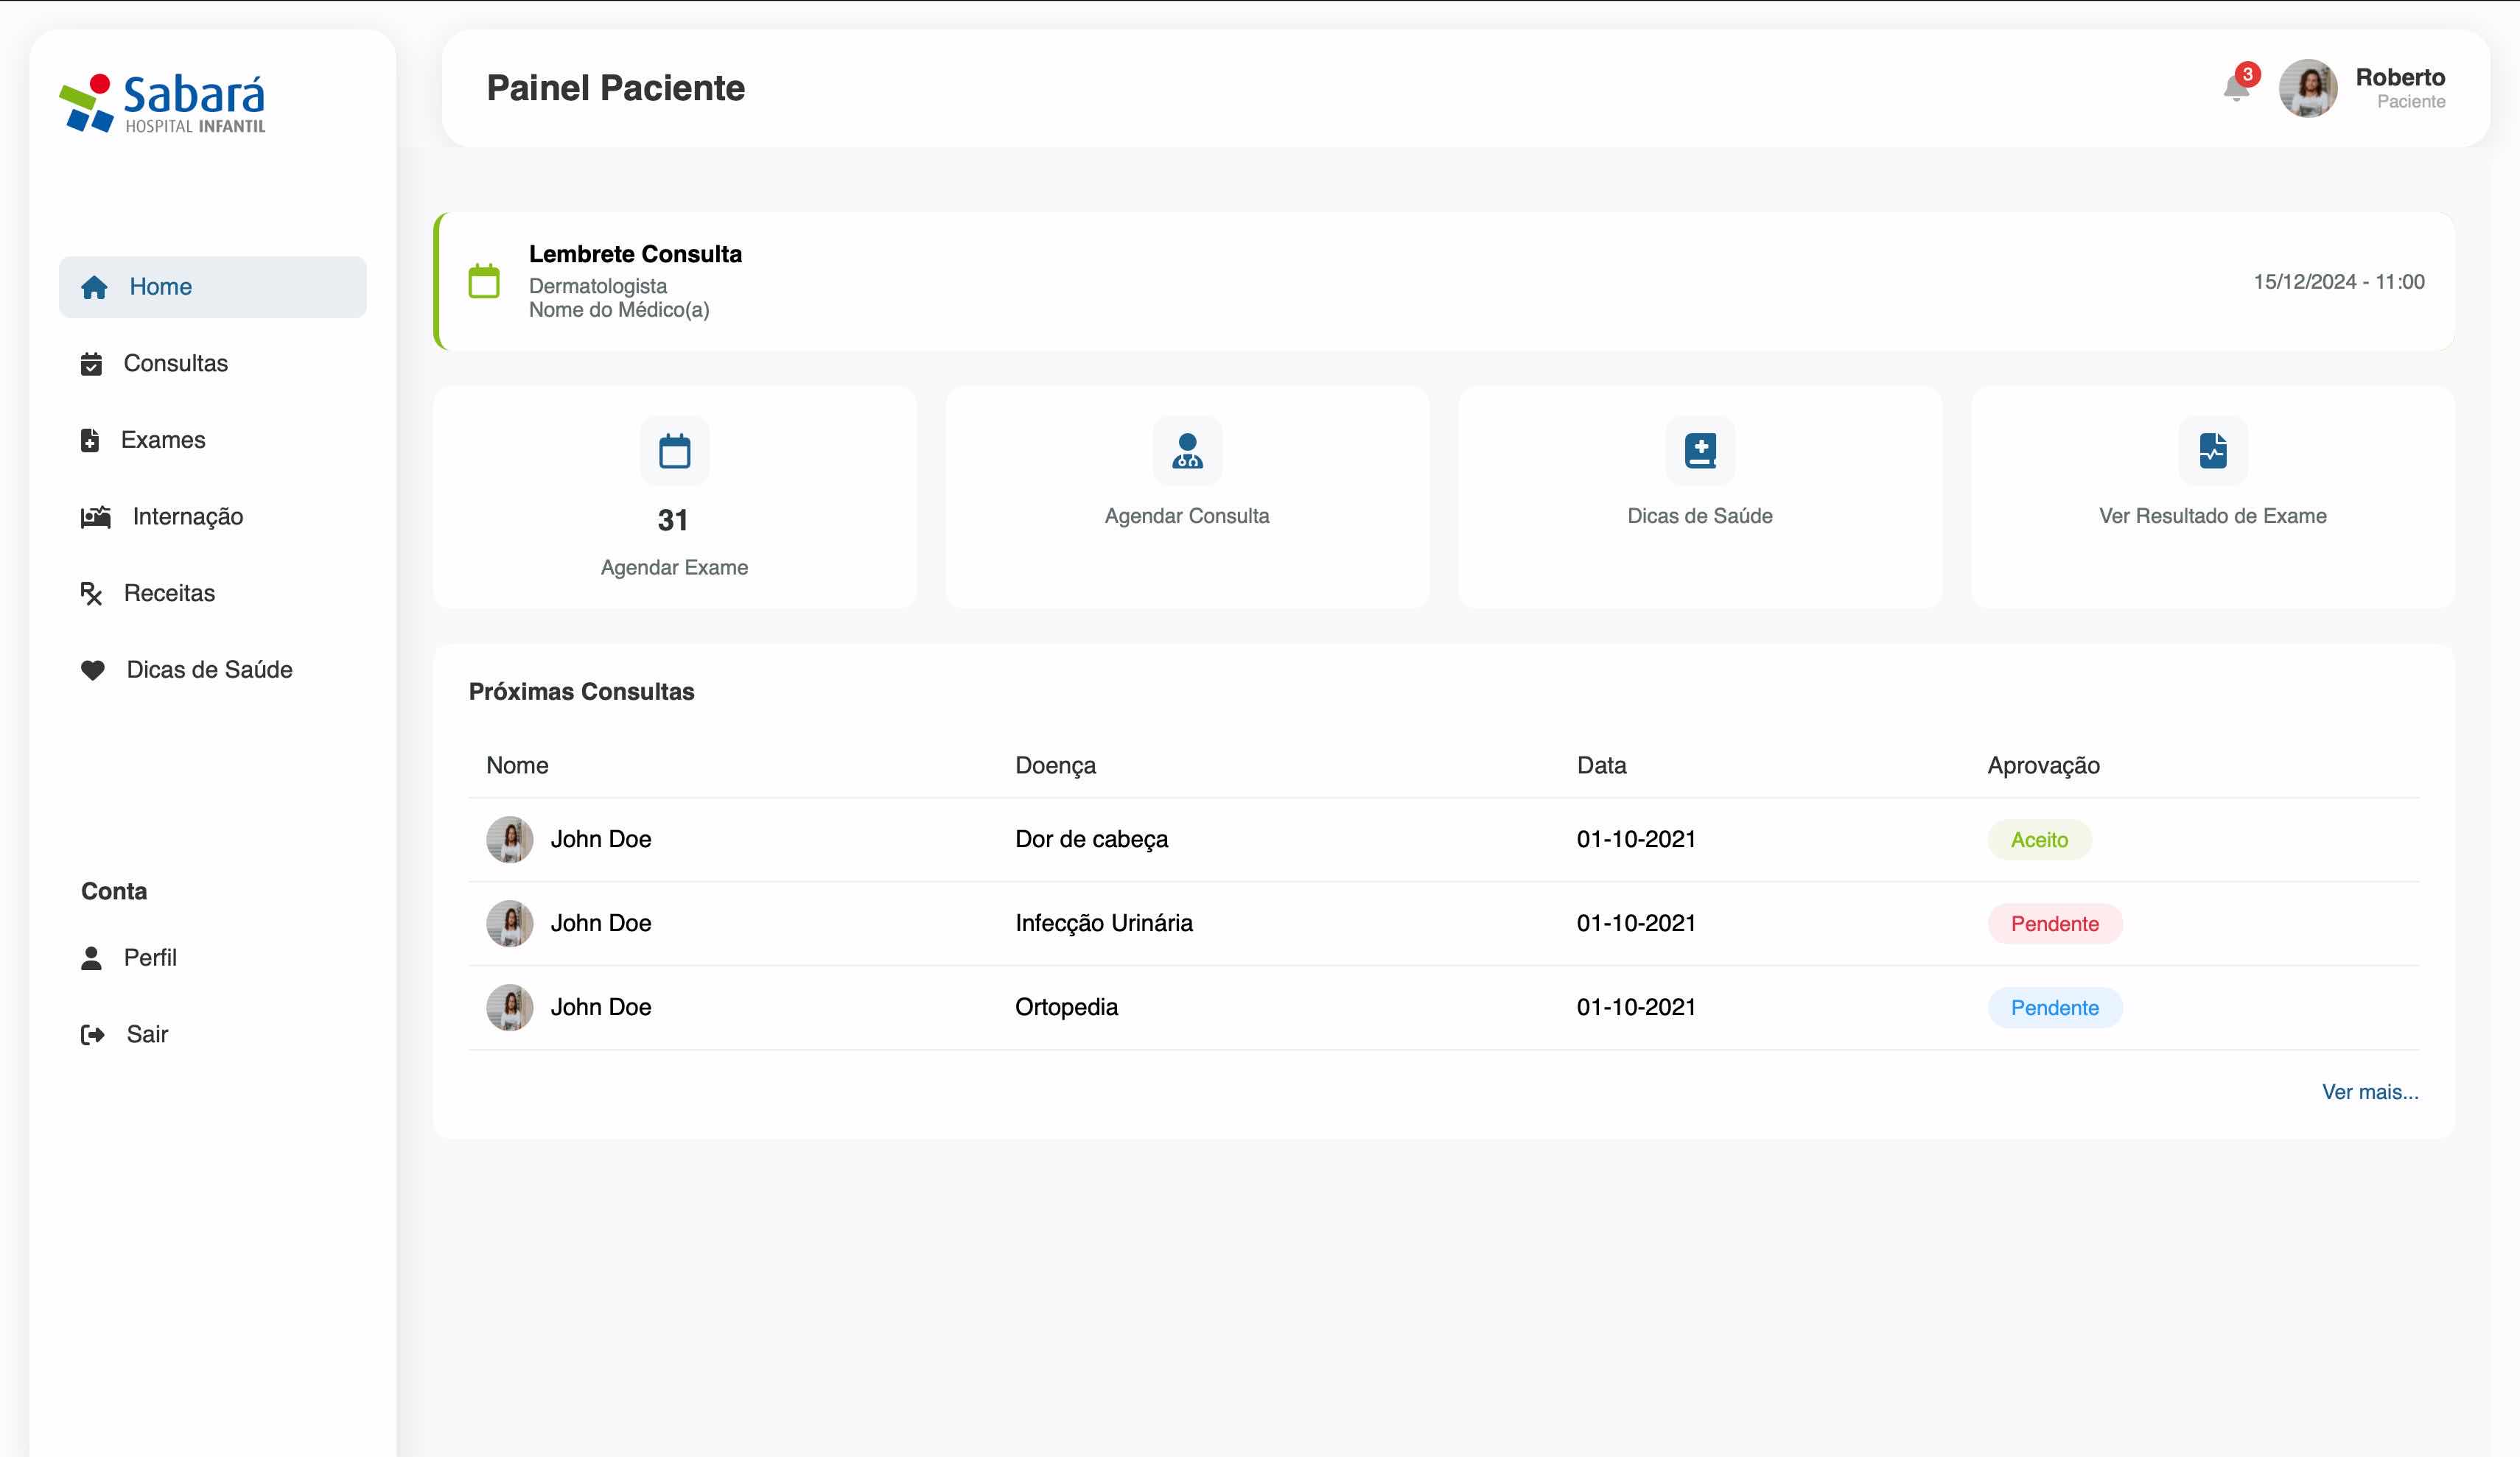 Sabará
HOSPITAL INFANTIL
Home
Consultas
Exames
Internação
Receitas
Dicas de Saúde
Conta
Perfil
Sair
Painel Paciente
3
Roberto
Paciente
Lembrete Consulta
Dermatologista
Nome do Médico(a)
15/12/2024 - 11:00
31
Agendar Exame
Agendar Consulta
Dicas de Saúde
Ver Resultado de Exame
Próximas Consultas
Nome Doença Data Aprovação
John Doe Dor de cabeça 01-10-2021 Aceito
John Doe Infecção Urinária 01-10-2021 Pendente
John Doe Ortopedia 01-10-2021 Pendente
Ver mais...